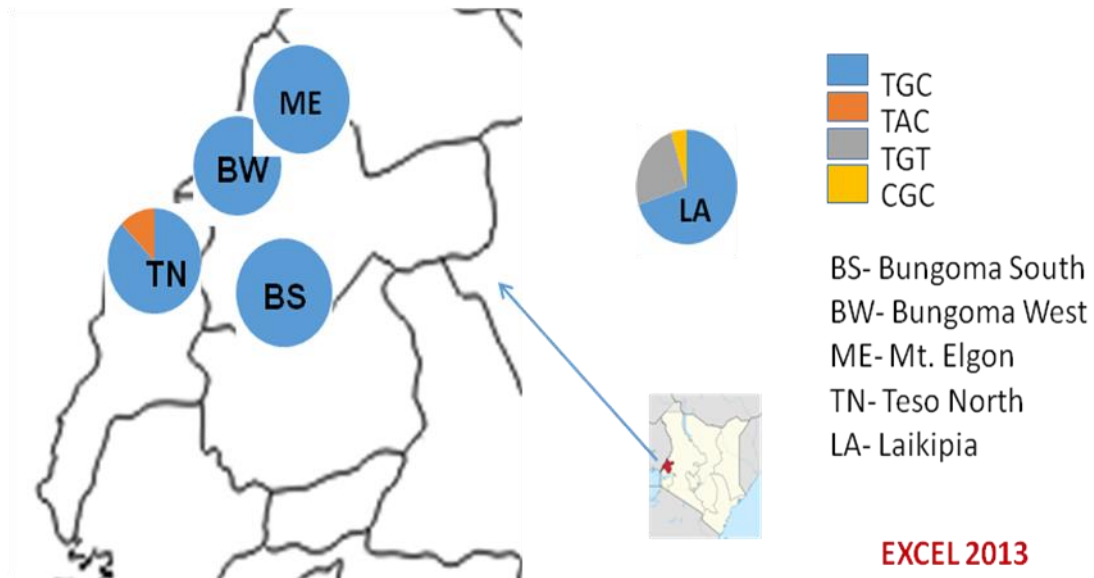 ME
BW
TN
BS
LA
TGC
TAC
TGT
CGC
BS- Bungoma South
BW- Bungoma West
ME- Mt. Elgon
TN- Teso North
LA- Laikipia
EXCEL 2013